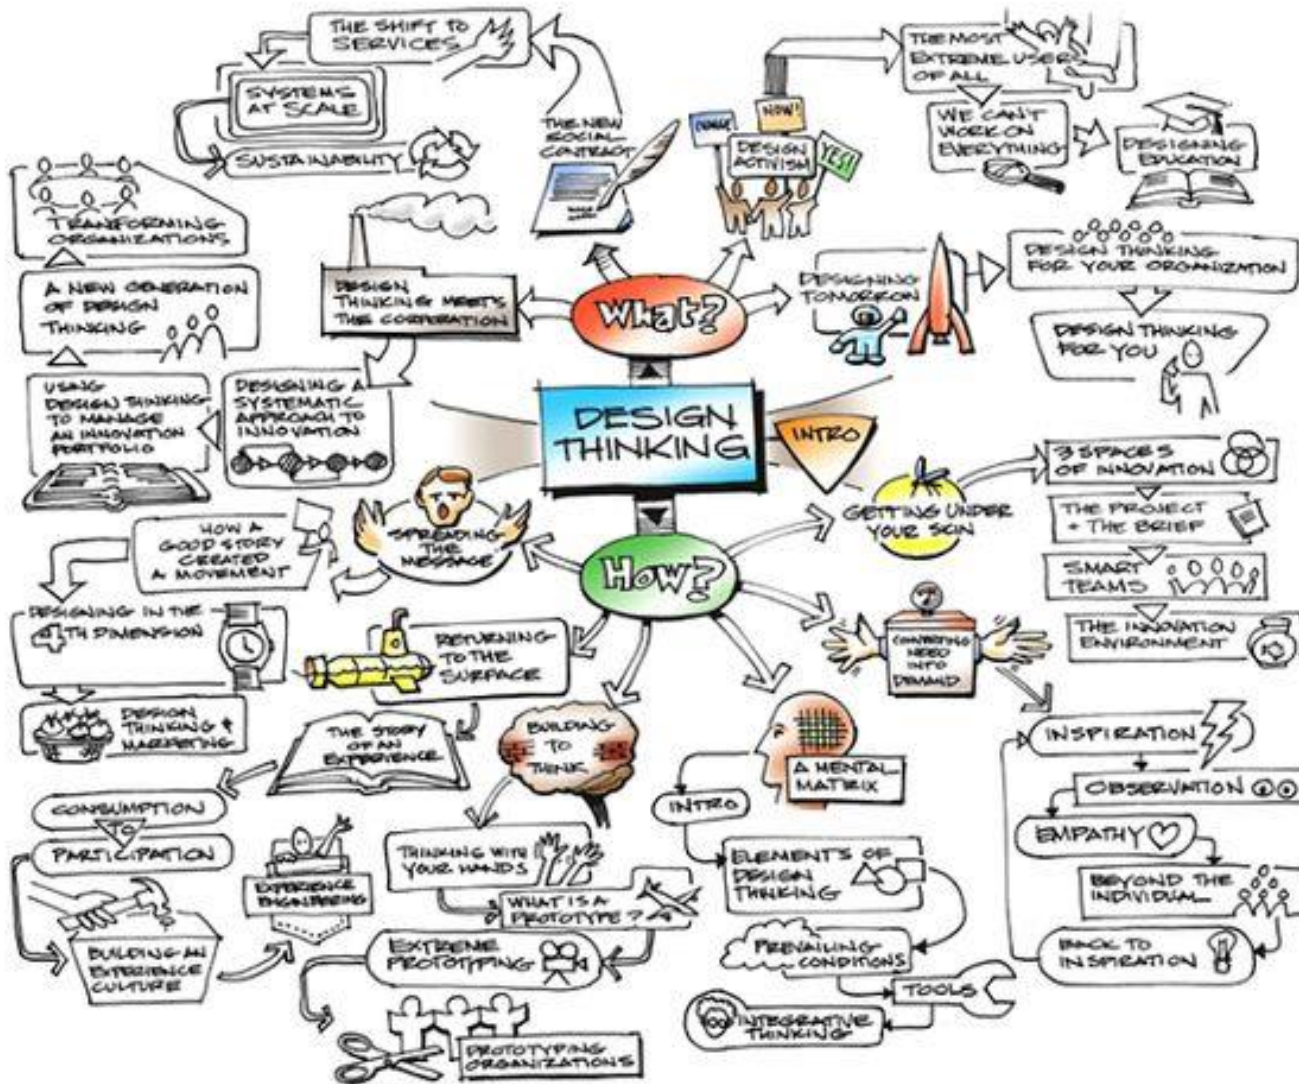 THE SHIFT TO
SERVICES
SYSTEMS
AT SCALE
SUSTAINABILITY
THE NEW
SOCIAL
CONTRACT
NOW!
DESIGN
ACTIVISM
YES!
THE MOST
EXTREME USERS
OF ALL
WE CAN'T
WORK ON
EVERYTHING
DESIGNING
EDUCATION
TRANSFORMING
ORGANIZATIONS
A NEW GENERATION
OF DESIGN
THINKING
USING
DESIGN THINKING
TO MANAGE
AN INNOVATION
PORTFOLIO
DESIGNING A
SYSTEMATIC
APPROACH TO
INNOVATION
DESIGN
THINKING MEETS
THE CORPORATION
What?
DESIGNING
TOMORROW
DESIGN THINKING
FOR YOUR ORGANIZATION
DESIGN THINKING
FOR YOU
DESIGN
THINKING
INTRO
GETTING UNDER
YOUR SKIN
3 SPACES
OF INNOVATION
THE PROJECT
+ THE BRIEF
SMART
TEAMS
THE INNOVATION
ENVIRONMENT
How?
SPREADING
THE
MESSAGE
HOW A
GOOD STORY
CREATED
A MOVEMENT
DESIGNING IN THE
4TH DIMENSION
DESIGN
THINKING +
MARKETING
RETURNING
TO THE
SURFACE
THE STORY
OF AN
EXPERIENCE
CONSUMPTION
TO
PARTICIPATION
BUILDING AN
EXPERIENCE
CULTURE
EXPERIENCE
ENGINEERING
BUILDING
TO
THINK
THINKING WITH
YOUR HANDS
WHAT IS A
PROTOTYPE?
EXTREME
PROTOTYPING
PROTOTYPING
ORGANIZATIONS
A MENTAL
MATRIX
INTRO
ELEMENTS OF
DESIGN
THINKING
PREVAILING
CONDITIONS
TOOLS
INTEGRATIVE
THINKING
CONVERTING
NEED
INTO
DEMAND
INSPIRATION
OBSERVATION
EMPATHY
BEYOND THE
INDIVIDUAL
BACK TO
INSPIRATION